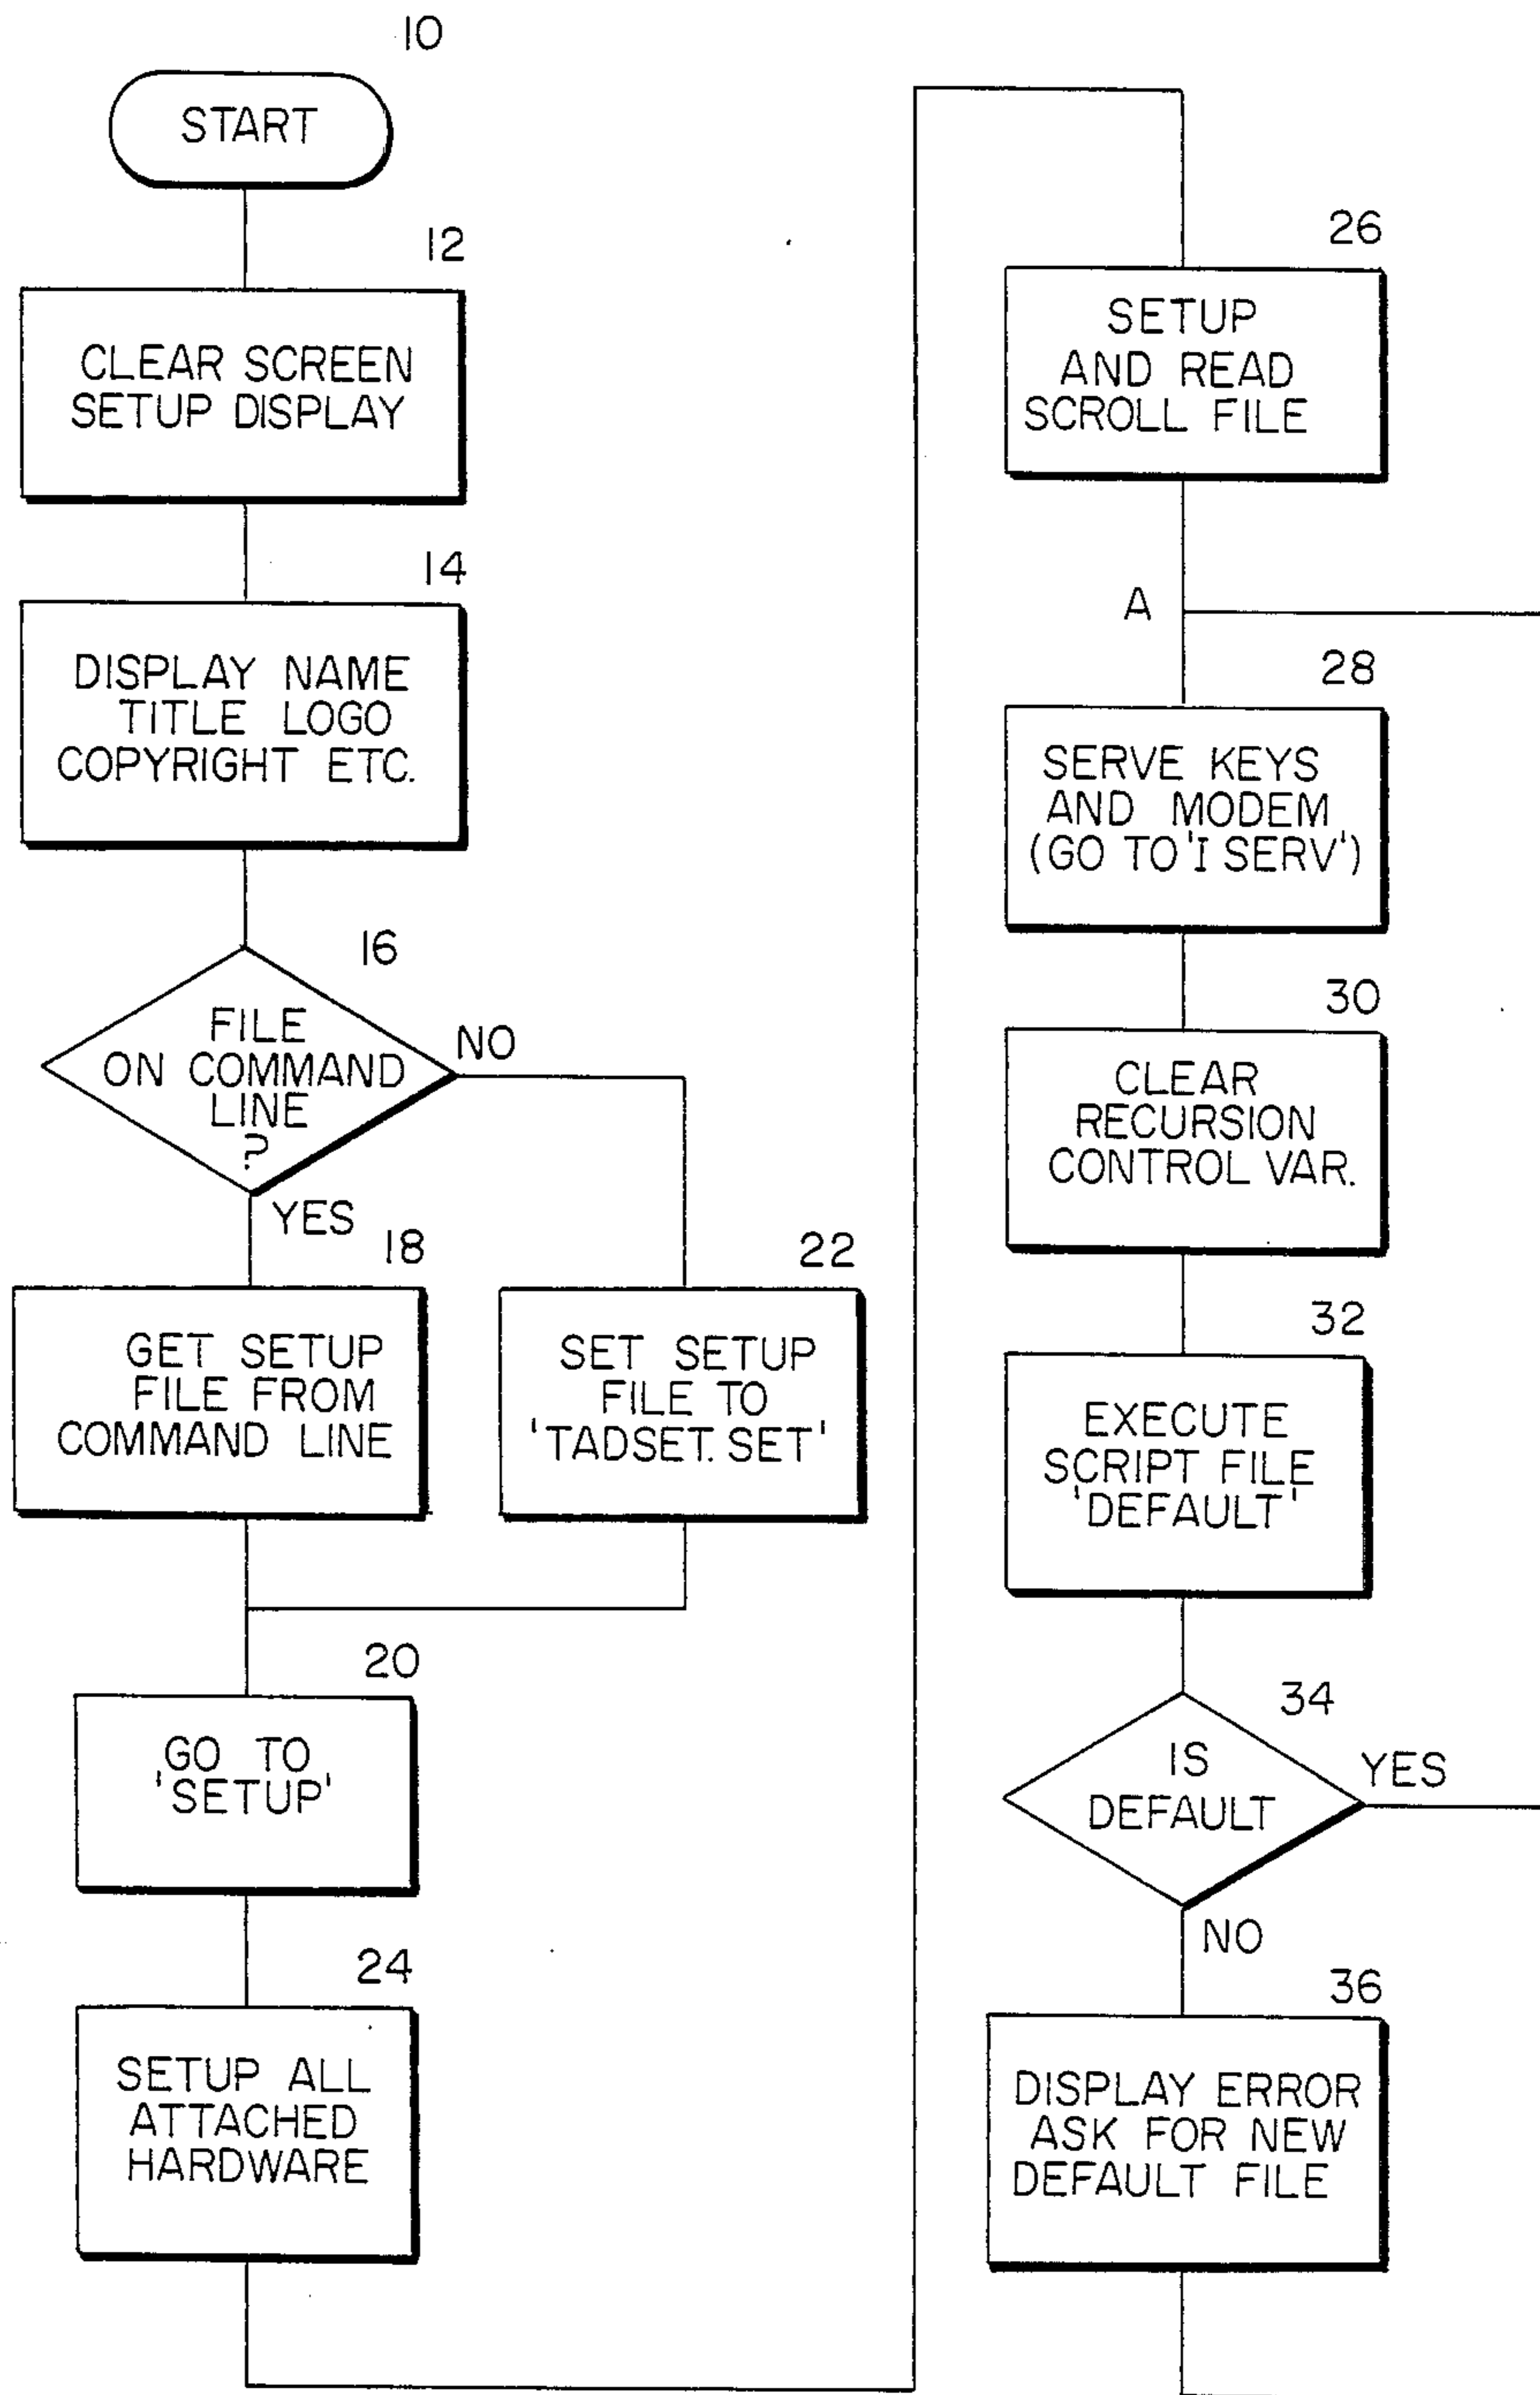 10
START
12
CLEAR SCREEN
SETUP DISPLAY
14
DISPLAY NAME
TITLE LOGO
COPYRIGHT ETC.
16
FILE
ON COMMAND
LINE
?
NO
YES
18
GET SETUP
FILE FROM
COMMAND LINE
22
SET SETUP
FILE TO
'TADSET.SET'
20
GO TO
'SETUP'
24
SETUP ALL
ATTACHED
HARDWARE
26
SETUP
AND READ
SCROLL FILE
A
28
SERVE KEYS
AND MODEM
(GO TO 'I SERV')
30
CLEAR
RECURSION
CONTROL VAR.
32
EXECUTE
SCRIPT FILE
'DEFAULT'
34
IS
DEFAULT
YES
NO
36
DISPLAY ERROR
ASK FOR NEW
DEFAULT FILE